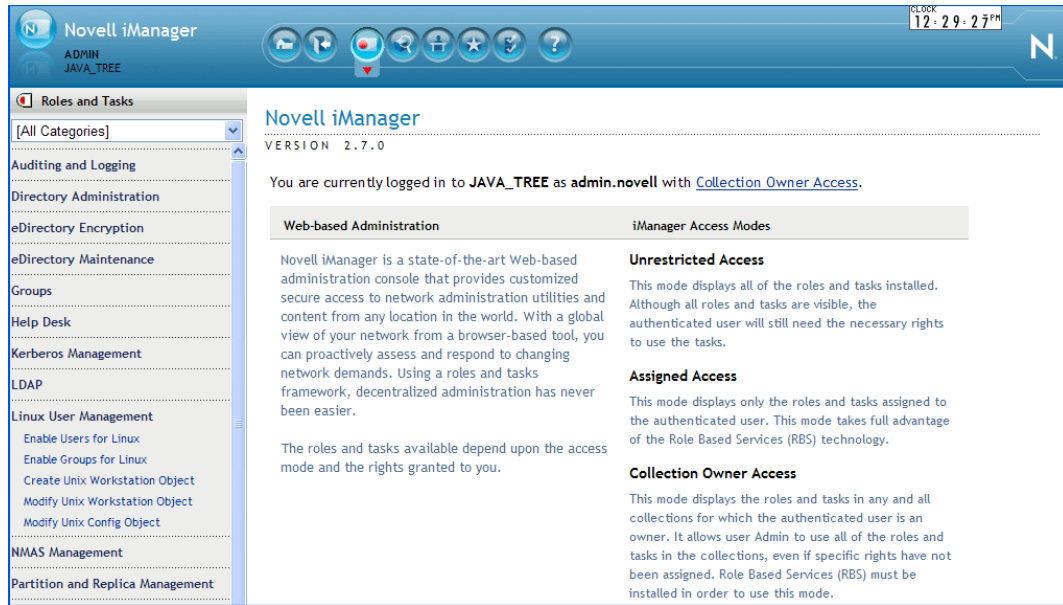 Novell iManager
ADMIN
JAVA_TREE
CLOCK
12:29:27PM
N
Roles and Tasks
[All Categories]
Auditing and Logging
Directory Administration
eDirectory Encryption
eDirectory Maintenance
Groups
Help Desk
Kerberos Management
LDAP
Linux User Management
Enable Users for Linux
Enable Groups for Linux
Create Unix Workstation Object
Modify Unix Workstation Object
Modify Unix Config Object
NMAS Management
Partition and Replica Management
Novell iManager
VERSION 2.7.0
You are currently logged in to JAVA_TREE as admin.novell with Collection Owner Access.
Web-based Administration
Novell iManager is a state-of-the-art Web-based
administration console that provides customized
secure access to network administration utilities and
content from any location in the world. With a global
view of your network from a browser-based tool, you
can proactively assess and respond to changing
network demands. Using a roles and tasks
framework, decentralized administration has never
been easier.
The roles and tasks available depend upon the access
mode and the rights granted to you.
iManager Access Modes
Unrestricted Access
This mode displays all of the roles and tasks installed.
Although all roles and tasks are visible, the
authenticated user will still need the necessary rights
to use the tasks.
Assigned Access
This mode displays only the roles and tasks assigned to
the authenticated user. This mode takes full advantage
of the Role Based Services (RBS) technology.
Collection Owner Access
This mode displays the roles and tasks in any and all
collections for which the authenticated user is an
owner. It allows user Admin to use all of the roles and
tasks in the collections, even if specific rights have not
been assigned. Role Based Services (RBS) must be
installed in order to use this mode.